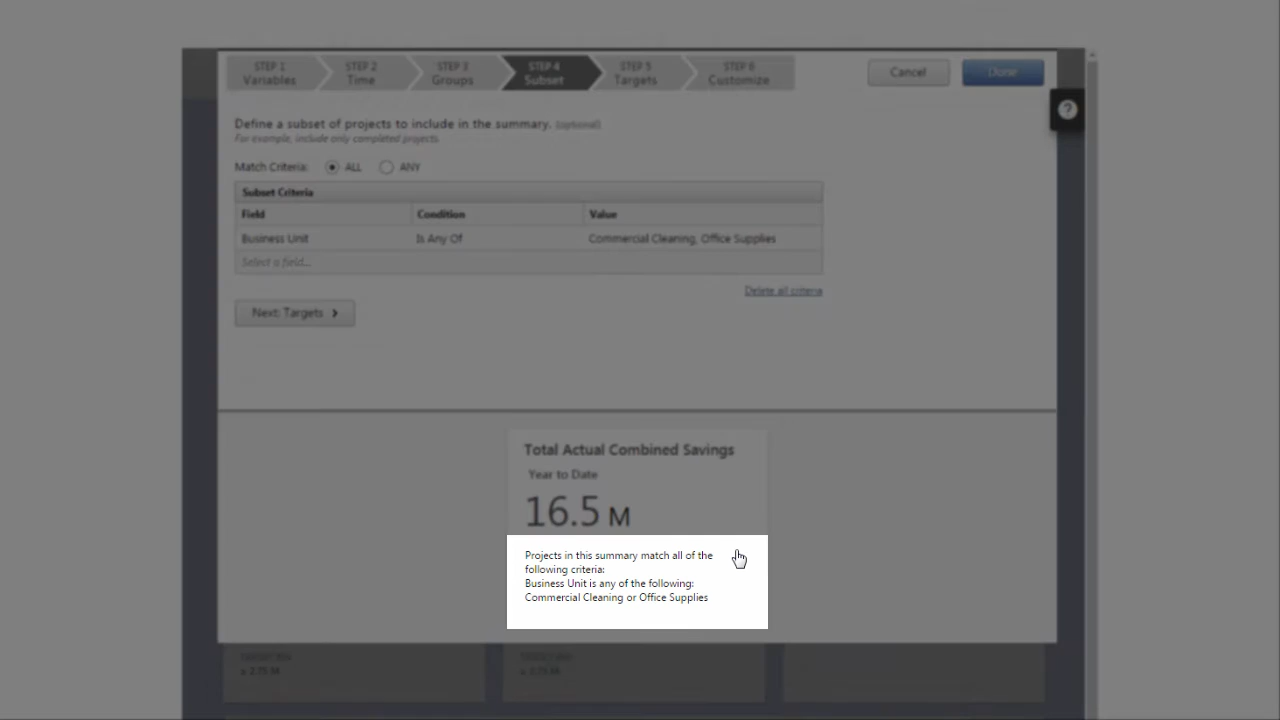 STEP 1
Variables
STEP 2
Time
STEP 3
Groups
STEP 4
Subset
STEP 5
Targets
STEP 6
Customize
Cancel
Done
?
Define a subset of projects to include in the summary. (optional)
For example, include only completed projects.
Match Criteria: ALL ANY
Subset Criteria
Field Condition Value
Business Unit Is Any Of Commercial Cleaning, Office Supplies
Select a field...
Delete all criteria
Next: Targets
Total Actual Combined Savings
Year to Date
16.5 M
Projects in this summary match all of the
following criteria:
Business Unit is any of the following:
Commercial Cleaning or Office Supplies